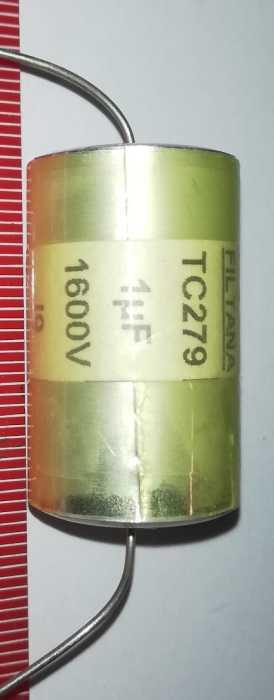 FILTANA
TC279
1µF
1600V